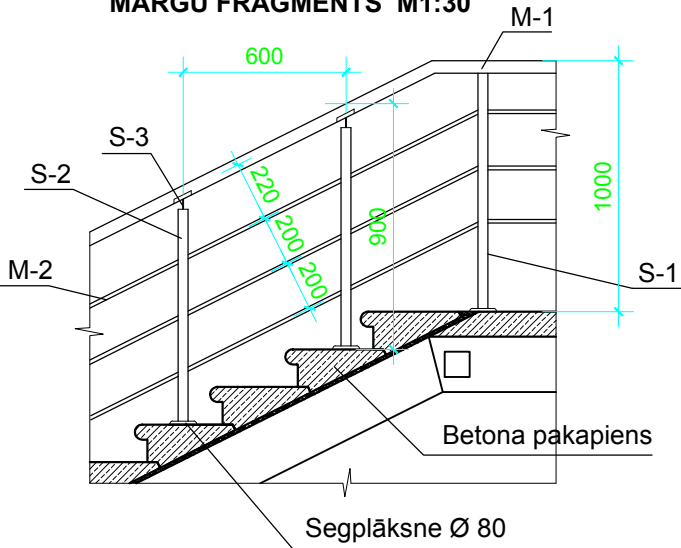 MARGU FRAGMENTS M1:30
M-1
600
S-3
S-2
220
200
200
900
1000
M-2
S-1
Betona pakapiens
Segplāksne Ø 80